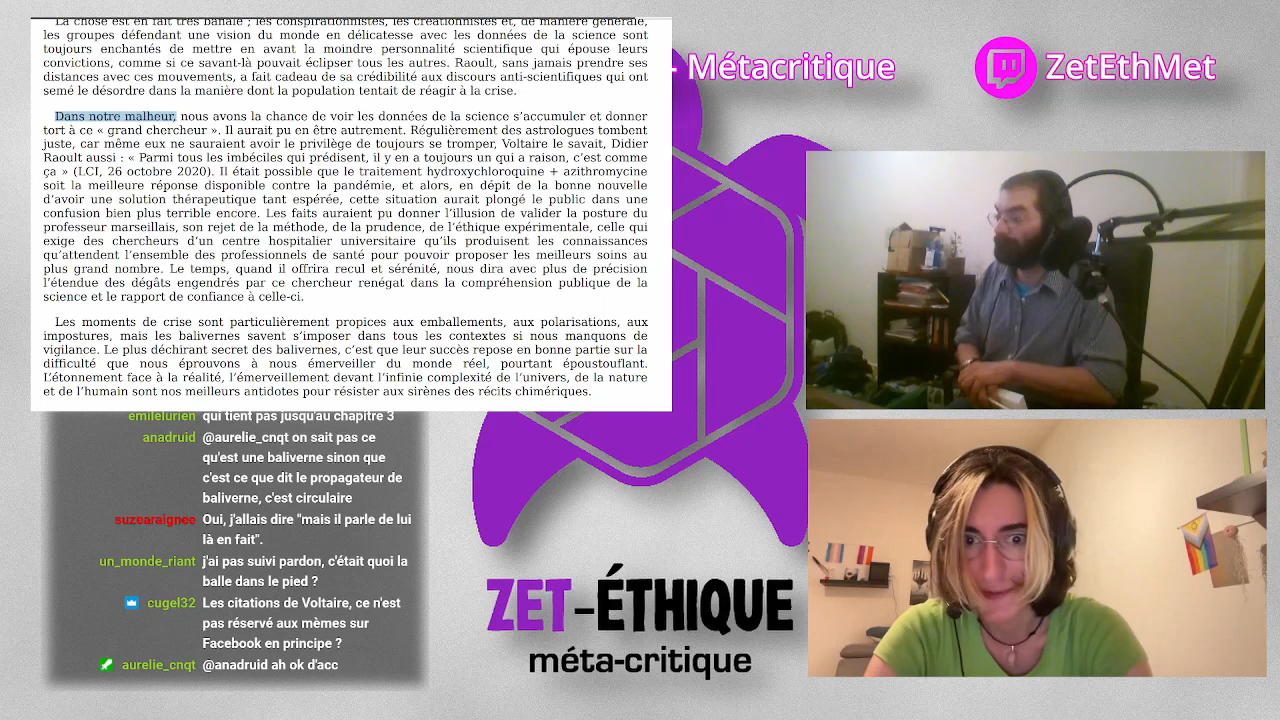 La chose est en fait très banale ; les conspirationnistes, les créationnistes et, de manière générale,
les groupes défendant une vision du monde en délicatesse avec les données de la science sont
toujours enchantés de mettre en avant la moindre personnalité scientifique qui épouse leurs
convictions, comme si ce savant-là pouvait effacer tous les autres. Raoult, sans jamais prendre ses
distances avec ces mouvements, a fait cadeau de sa crédibilité aux discours anti-scientifiques qui ont
semé le désordre dans la manière dont la population tentait de réagir à la crise.
Dans notre malheur, nous avons la chance de voir les données de la science s'accumuler et donner
tort à ce « grand chercheur ». Il aurait pu en être autrement. Régulièrement des astrologues tombent
juste, car même eux ne sauraient avoir le privilège de toujours se tromper, Voltaire le savait, Didier
Raoult aussi : « Parmi tous les imbéciles qui prédisent, il y en a toujours un qui a raison, c'est comme
ça » (LCI, 26 octobre 2020). Il était possible que le traitement hydroxychloroquine + azithromycine
soit la meilleure réponse disponible contre la pandémie, et alors, en dépit de la bonne nouvelle
d'avoir une solution thérapeutique tant espérée, cette situation aurait plongé le public dans une
confusion bien plus terrible encore. Les faits auraient pu donner l'illusion de valider la posture du
professeur marseillais, son rejet de la méthode, de la prudence, de l'éthique expérimentale, celle qui
exige des chercheurs d'un centre hospitalier universitaire qu'ils produisent les connaissances
qu'attendent l'ensemble des professionnels de santé pour pouvoir proposer les meilleurs soins au
plus grand nombre. Le temps, quand il offrira recul et sérénité, nous dira avec plus de précision
l'étendue des dégâts engendrés par ce chercheur renégat dans la compréhension publique de la
science et le rapport de confiance à celle-ci.
Les moments de crise sont particulièrement propices aux emballements, aux polarisations, aux
impostures, mais les balivernes savent s'imposer dans tous les contextes si nous manquons de
vigilance. Le plus déchirant secret des balivernes, c'est que leur succès repose en bonne partie sur la
difficulté que nous éprouvons à nous émerveiller du monde réel, pourtant époustouflant.
L'étonnement face à la réalité, l'émerveillement devant l'infinie complexité de l'univers, de la nature
et de l'humain sont nos meilleurs antidotes pour résister aux sirènes des récits chimériques.
- Métacritique
ZetEthMet
emilelurien qui tient pas jusqu'au chapitre 3
anadruid @aurelie_cnqt on sait pas ce
qu'est une baliverne sinon que
c'est ce que dit le propagateur de
baliverne, c'est circulaire
suzearaignee Oui, j'allais dire "mais il parle de lui
là en fait".
un_monde_riant j'ai pas suivi pardon, c'était quoi la
balle dans le pied ?
cugel32 Les citations de Voltaire, ce n'est
pas réservé aux mèmes sur
Facebook en principe ?
aurelie_cnqt @anadruid ah ok d'acc
ZET-ÉTHIQUE
méta-critique